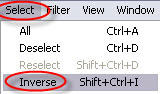 Select Filter View Window
All Ctrl+A
Deselect Ctrl+D
Reselect Shift+Ctrl+D
Inverse Shift+Ctrl+I